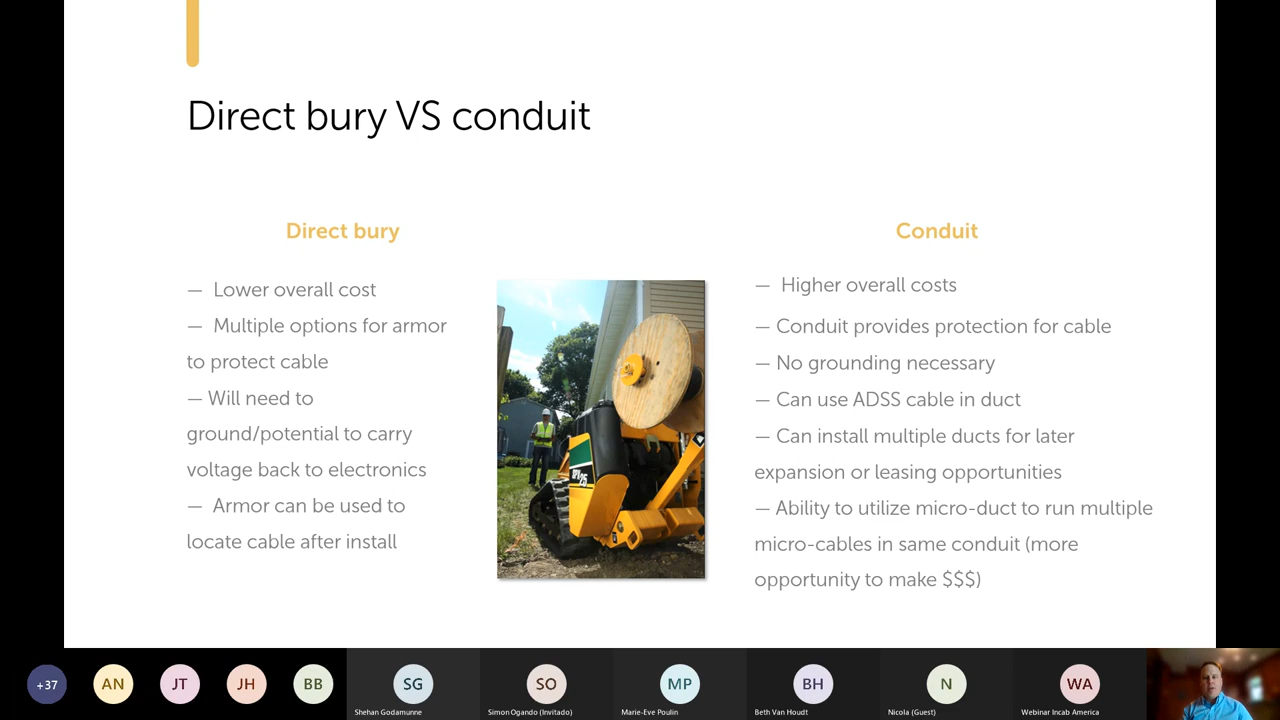 Direct bury VS conduit
Direct bury
— Lower overall cost
— Multiple options for armor
to protect cable
— Will need to
ground/potential to carry
voltage back to electronics
— Armor can be used to
locate cable after install
Conduit
— Higher overall costs
— Conduit provides protection for cable
— No grounding necessary
— Can use ADSS cable in duct
— Can install multiple ducts for later
expansion or leasing opportunities
— Ability to utilize micro-duct to run multiple
micro-cables in same conduit (more
opportunity to make $$$)
+37
AN
JT
JH
BB
SG
Shehan Godamunne
SO
Simon Ogando (Invitado)
MP
Marie-Eve Poulin
BH
Beth Van Houdt
N
Nicola (Guest)
WA
Webinar Incab America